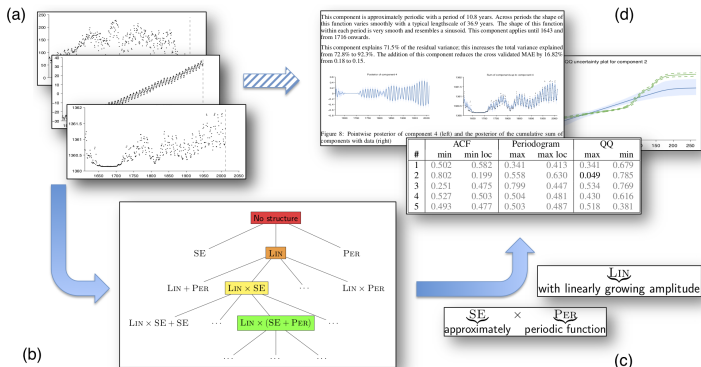 (a)
(d)
This component is approximately periodic with a period of 10.8 years. Across periods the shape of
this function varies smoothly with a typical lengthscale of 36.9 years. The shape of this function
within each period is very smooth and resembles a sinusoid. This component applies until 1643 and
from 1716 onwards.
This component explains 71.5% of the residual variance; this increases the total variance explained
from 72.8% to 92.3%. The addition of this component reduces the cross validated MAE by 16.82%
from 0.18 to 0.15.
QQ uncertainty plot for component 2
Posterior of component 4
Figure 8: Pointwise posterior of component 4 (left) and the posterior of the cumulative sum of
components with data (right)
ACF Periodogram QQ
# min min loc max max loc max min
1 0.502 0.582 0.341 0.413 0.341 0.679
2 0.802 0.199 0.558 0.630 0.049 0.785
3 0.251 0.475 0.799 0.447 0.534 0.769
4 0.527 0.503 0.504 0.481 0.430 0.616
5 0.493 0.477 0.503 0.487 0.518 0.381
No structure
SE LIN PER
LIN + PER LIN × SE ... LIN × PER
LIN × SE + SE ... LIN × (SE + PER) ...
... ... ...
LIN
with linearly growing amplitude
SE × PER
approximately periodic function
(b)
(c)